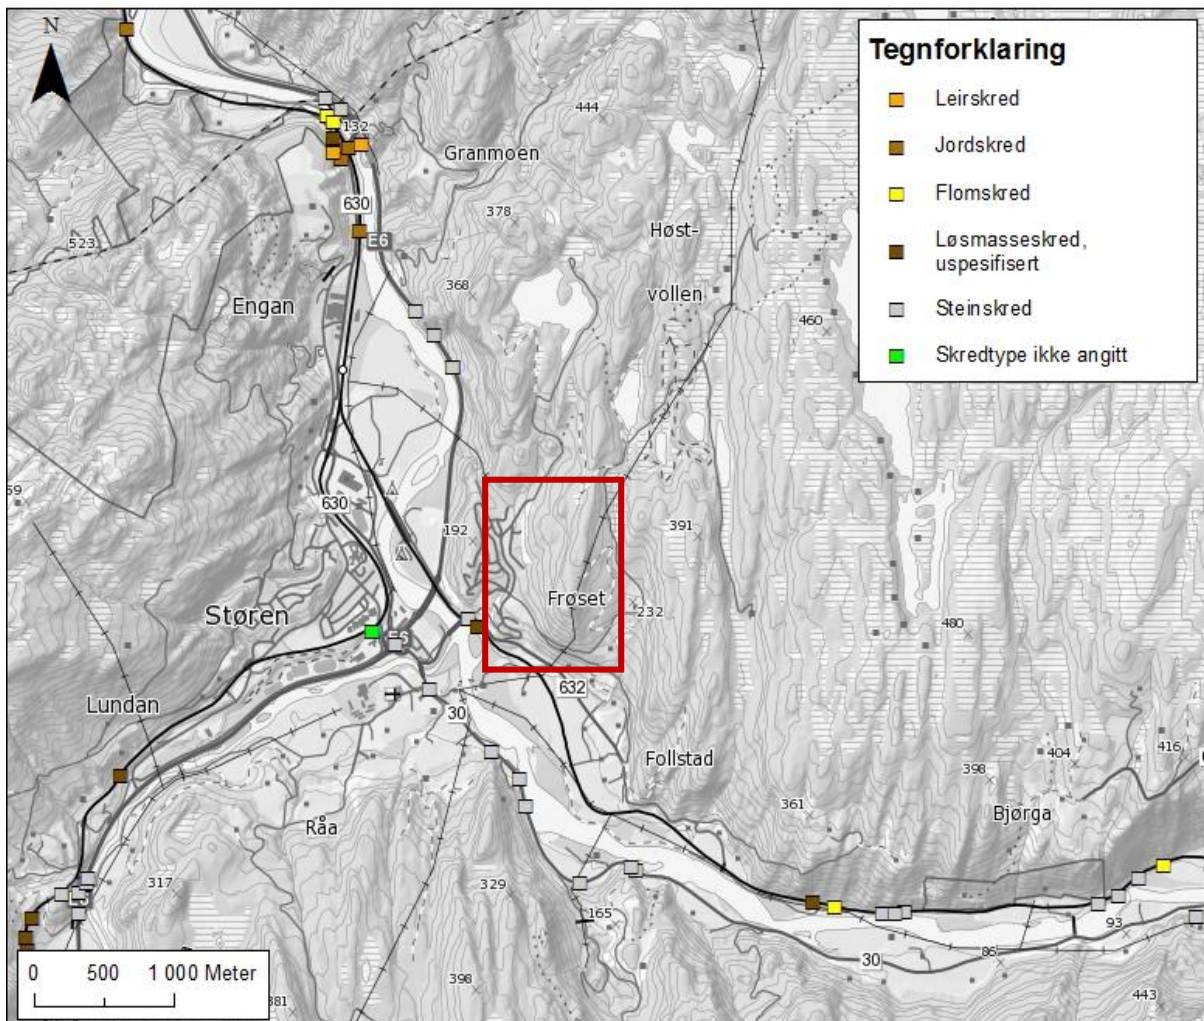 N
Tegnforklaring
Leirskred
Jordskred
Flomskred
Løsmasseskred,
uspesifisert
Steinskred
Skredtype ikke angitt
444
132
Granmoen
630
378
523
E6
Høst-
368
vollen
Engan
460
630
192
391
Frøset
232
Støren
480
632
Lundan
30
Follstad
404
416
398
361
Bjørga
Råa
317
329
165
93
86
30
398
443
381
0 500 1 000 Meter